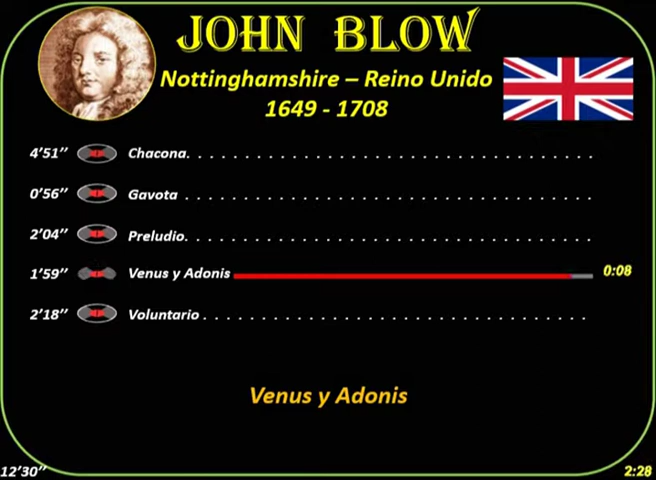 JOHN BLOW
Nottinghamshire – Reino Unido
1649 - 1708
4’51’’ Chacona. . . . . . . . . . . . . . . . . . . . . . . . . . . . . . . . . . .
0’56’’ Gavota . . . . . . . . . . . . . . . . . . . . . . . . . . . . . . . . . . .
2’04’’ Preludio. . . . . . . . . . . . . . . . . . . . . . . . . . . . . . . . . . .
1’59’’ Venus y Adonis 0:08
2’18’’ Voluntario . . . . . . . . . . . . . . . . . . . . . . . . . . . . . . . . .
Venus y Adonis
12’30’’ 2:28